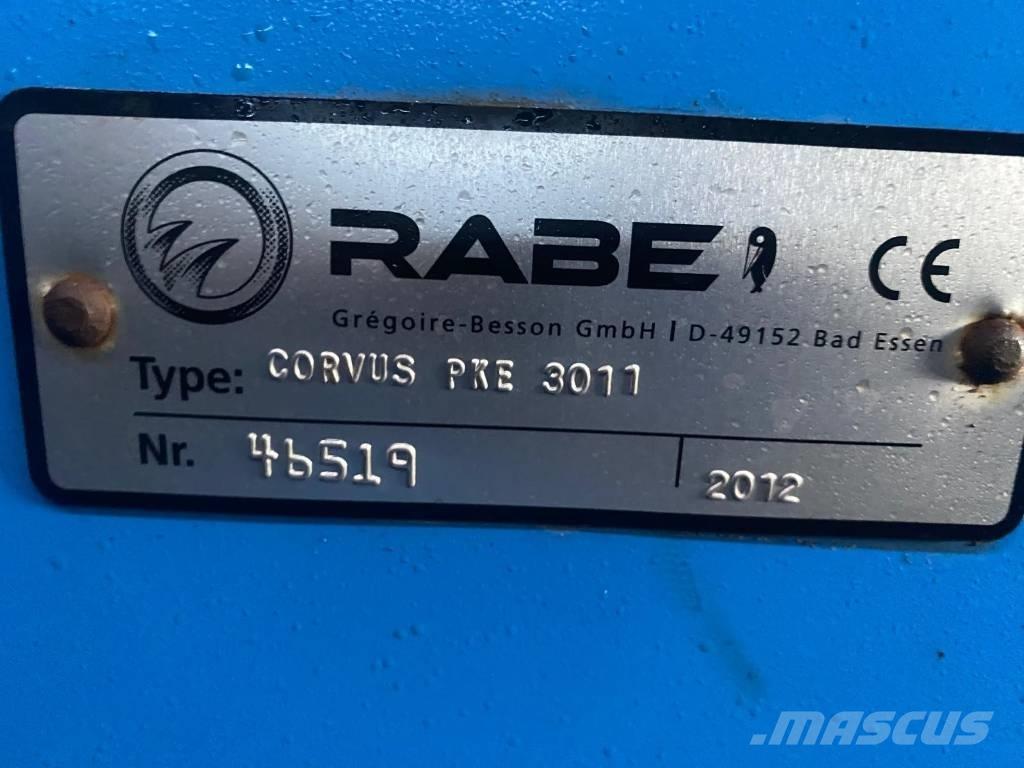 RABE CE
Grégoire-Besson GmbH | D-49152 Bad Essen
Type: CORVUS PKE 3011
Nr. 46519 2012
MASCUS